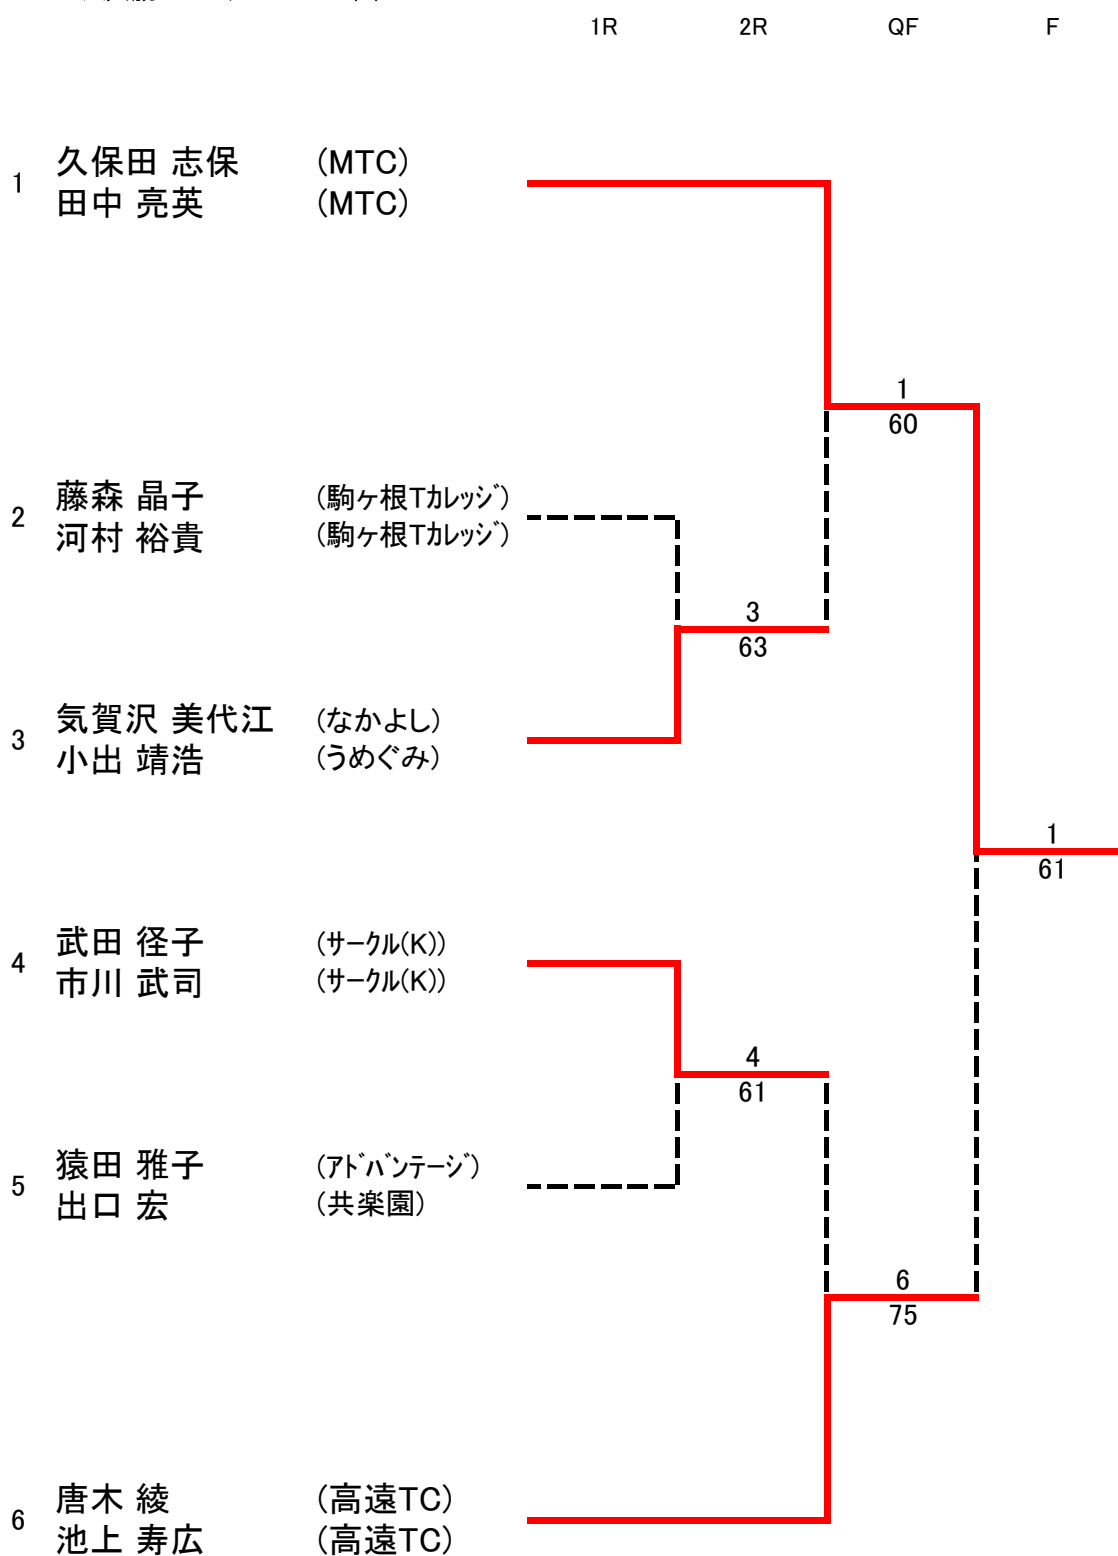 1R 2R QF F
1 久保田 志保 (MTC)
田中 亮英 (MTC)
1
60
2 藤森 晶子 (駒ヶ根Tｶﾚｯｼﾞ)
河村 裕貴 (駒ヶ根Tｶﾚｯｼﾞ)
3
63
3 気賀沢 美代江 (なかよし)
小出 靖浩 (うめぐみ)
1
61
4 武田 径子 (ｻｰｸﾙ(K))
市川 武司 (ｻｰｸﾙ(K))
4
61
5 猿田 雅子 (ｱﾄﾞﾊﾞﾝﾃｰｼﾞ)
出口 宏 (共楽園)
6
75
6 唐木 綾 (高遠TC)
池上 寿広 (高遠TC)